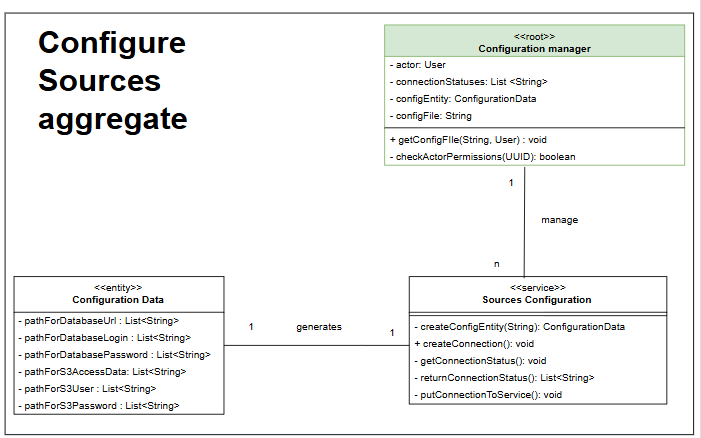 Configure
Sources
aggregate
<<root>>
Configuration manager
- actor: User
- connectionStatuses: List <String>
- configEntity: ConfigurationData
- configFile: String
+ getConfigFIle(String, User) : void
- checkActorPermissions(UUID): boolean
1
manage
n
<<entity>>
Configuration Data
- pathForDatabaseUrl : List<String>
- pathForDatabaseLogin : List<String>
- pathForDatabasePassword : List<String>
- pathForS3AccessData: List<String>
- pathForS3User : List<String>
- pathForS3Password : List<String>
1
generates
1
<<service>>
Sources Configuration
- createConfigEntity(String): ConfigurationData
+ createConnection(): void
- getConnectionStatus(): void
- returnConnectionStatus(): List<String>
- putConnectionToService(): void